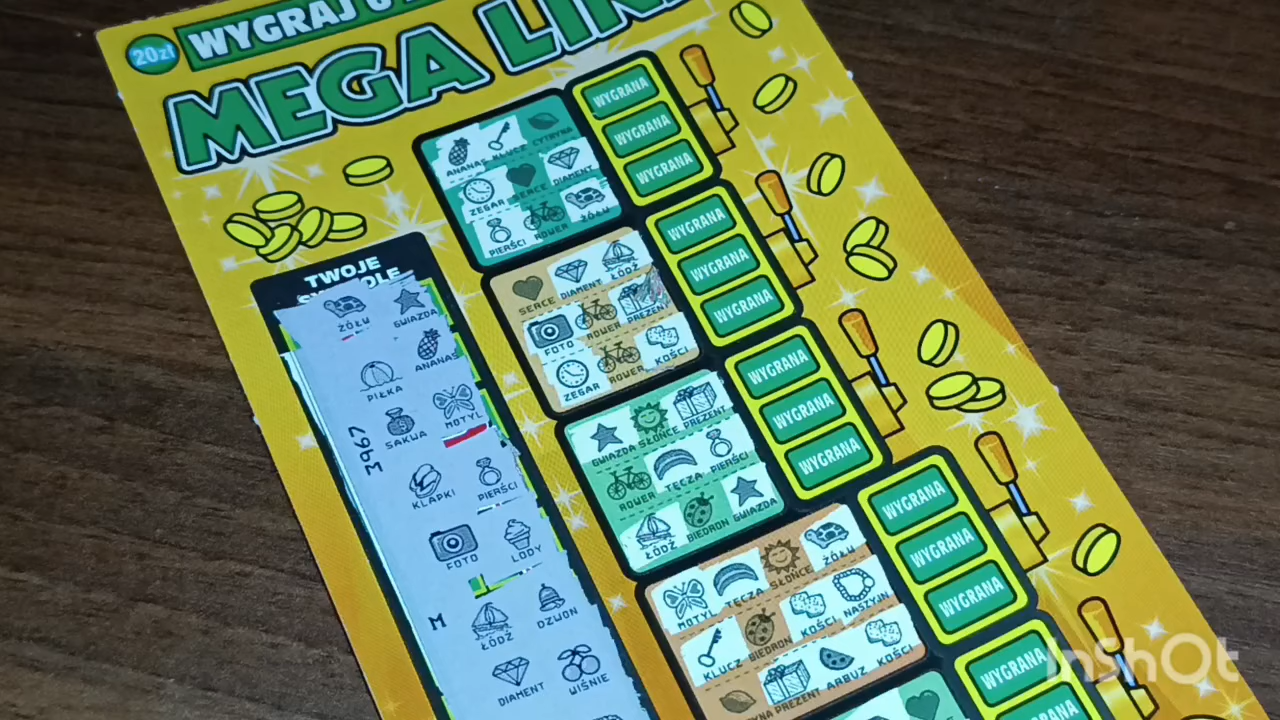 20zł WYGRAJ
MEGA
TWOJE
ŻÓŁW GWIAZDA
PIŁKA ANANAS
SAKWA MOTYL
3967
KLAPKI PIERŚCI
FOTO LODY
M
ŁÓDŹ DZWON
DIAMENT WIŚNIE
ANANAS KLUCZ CYTRYNA
ZEGAR SERCE DIAMENT
PIERŚCI ROWER ŻÓŁW
WYGRANA
WYGRANA
WYGRANA
SERCE DIAMENT ŁÓDŹ
FOTO ROWER PREZENT
ZEGAR ROWER KOŚCI
WYGRANA
WYGRANA
WYGRANA
GWIAZDA SŁOŃCE PREZENT
ROWER TĘCZA PIERŚCI
ŁÓDŹ BIEDRON GWIAZDA
WYGRANA
WYGRANA
WYGRANA
MOTYL TĘCZA SŁOŃCE ŻÓŁW
KLUCZ BIEDRON KOŚCI NASZYJN
PREZENT ARBUZ KOŚCI
WYGRANA
WYGRANA
WYGRANA
WYGRANA
WYGRANA
InShOt